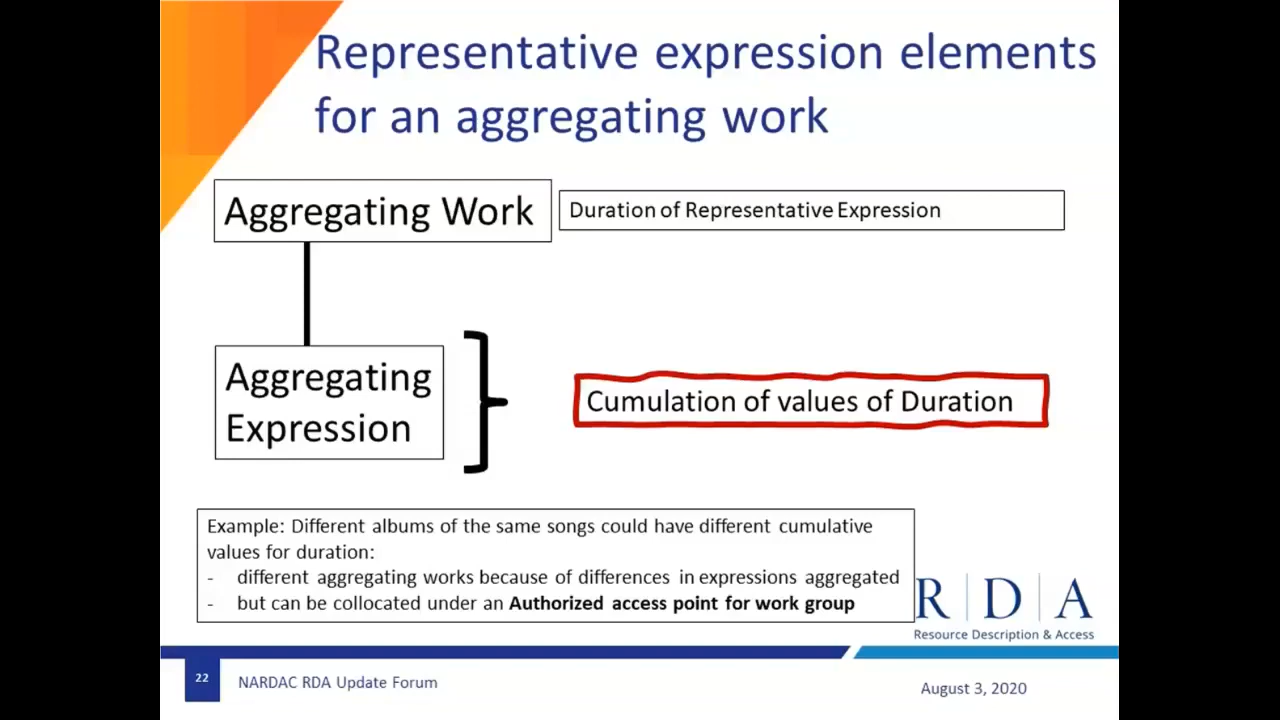 Representative expression elements
for an aggregating work
Aggregating Work
Duration of Representative Expression
Aggregating
Expression
Cumulation of values of Duration
Example: Different albums of the same songs could have different cumulative
values for duration:
- different aggregating works because of differences in expressions aggregated
- but can be collocated under an Authorized access point for work group
R D A
Resource Description & Access
22
NARDAC RDA Update Forum
August 3, 2020